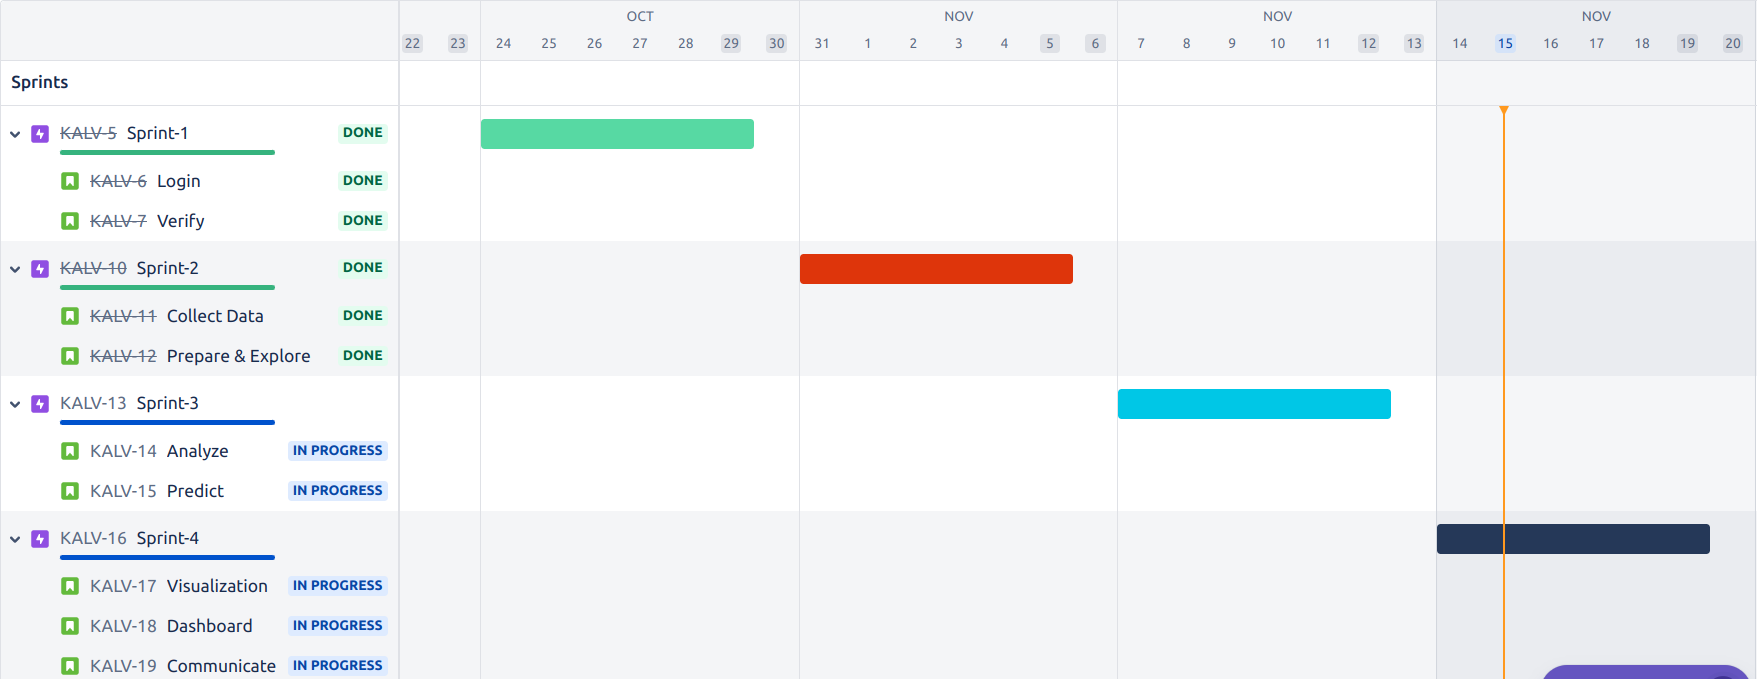 OCT NOV NOV NOV
22 23 24 25 26 27 28 29 30 31 1 2 3 4 5 6 7 8 9 10 11 12 13 14 15 16 17 18 19 20
Sprints
KALV-5 Sprint-1 DONE
KALV-6 Login DONE
KALV-7 Verify DONE
KALV-10 Sprint-2 DONE
KALV-11 Collect Data DONE
KALV-12 Prepare & Explore DONE
KALV-13 Sprint-3
KALV-14 Analyze IN PROGRESS
KALV-15 Predict IN PROGRESS
KALV-16 Sprint-4
KALV-17 Visualization IN PROGRESS
KALV-18 Dashboard IN PROGRESS
KALV-19 Communicate IN PROGRESS